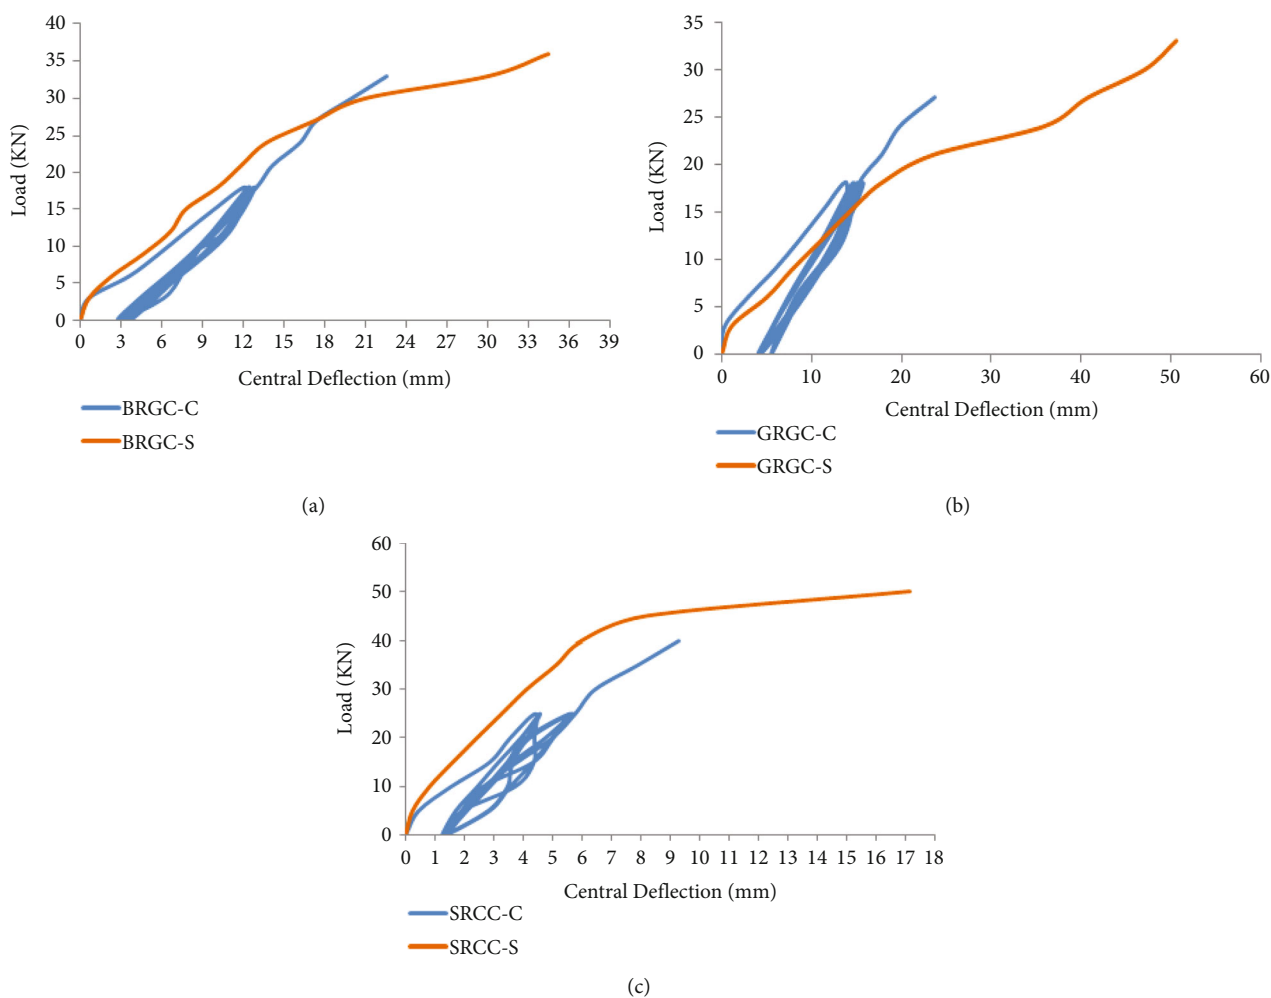 40
35
30
25
20
15
10
5
0
Load (KN)
0 3 6 9 12 15 18 21 24 27 30 33 36 39
Central Deflection (mm)
BRGC-C
BRGC-S
(a)
35
30
25
20
15
10
5
0
Load (KN)
0 10 20 30 40 50 60
Central Deflection (mm)
GRGC-C
GRGC-S
(b)
60
50
40
30
20
10
0
Load (KN)
0 1 2 3 4 5 6 7 8 9 10 11 12 13 14 15 16 17 18
Central Deflection (mm)
SRCC-C
SRCC-S
(c)